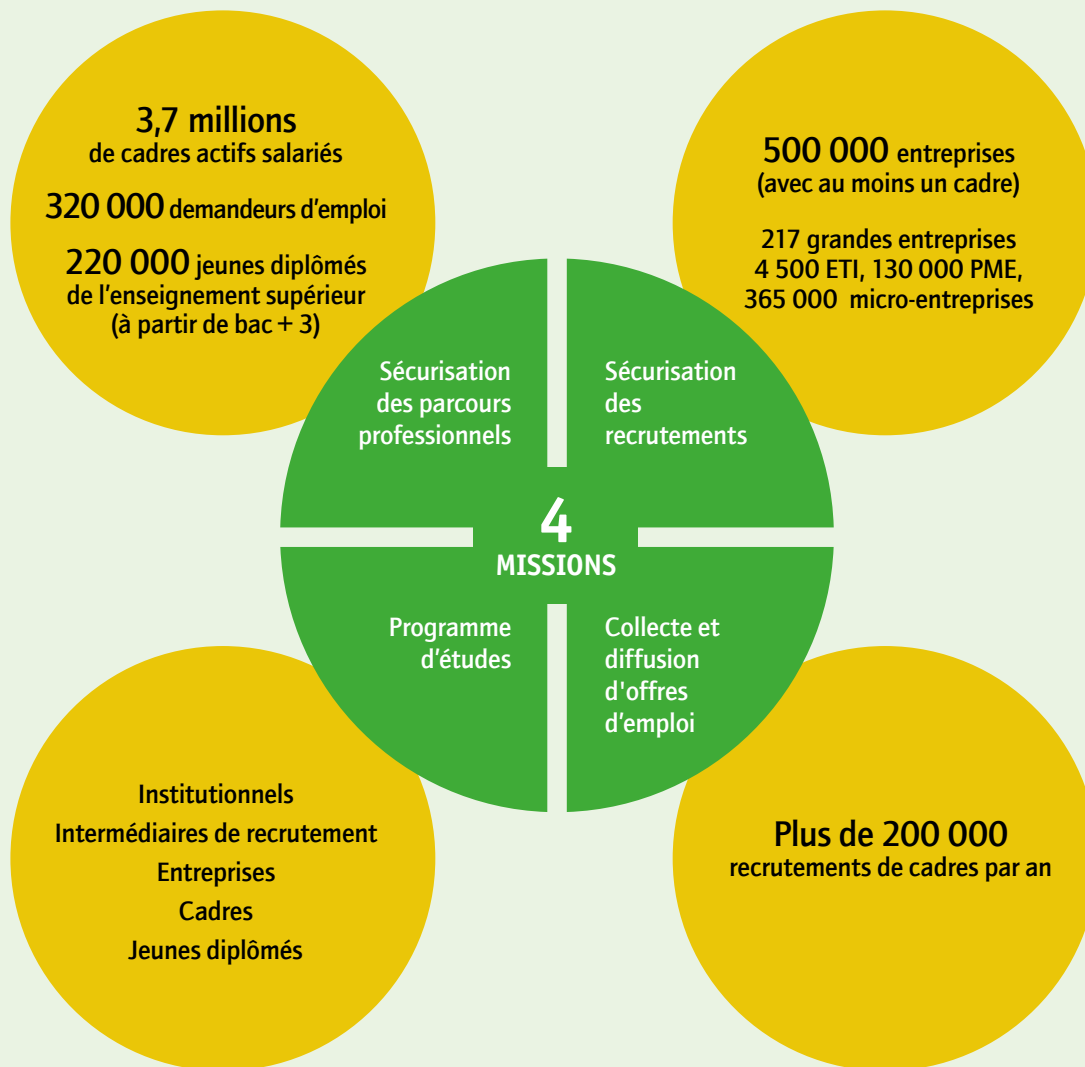 3,7 millions
de cadres actifs salariés
320 000 demandeurs d'emploi
220 000 jeunes diplômés
de l'enseignement supérieur
(à partir de bac + 3)
500 000 entreprises
(avec au moins un cadre)
217 grandes entreprises
4 500 ETI, 130 000 PME,
365 000 micro-entreprises
Sécurisation
des parcours
professionnels
Sécurisation
des
recrutements
4
MISSIONS
Programme
d'études
Collecte et
diffusion
d'offres
d'emploi
Institutionnels
Intermédiaires de recrutement
Entreprises
Cadres
Jeunes diplômés
Plus de 200 000
recrutements de cadres par an